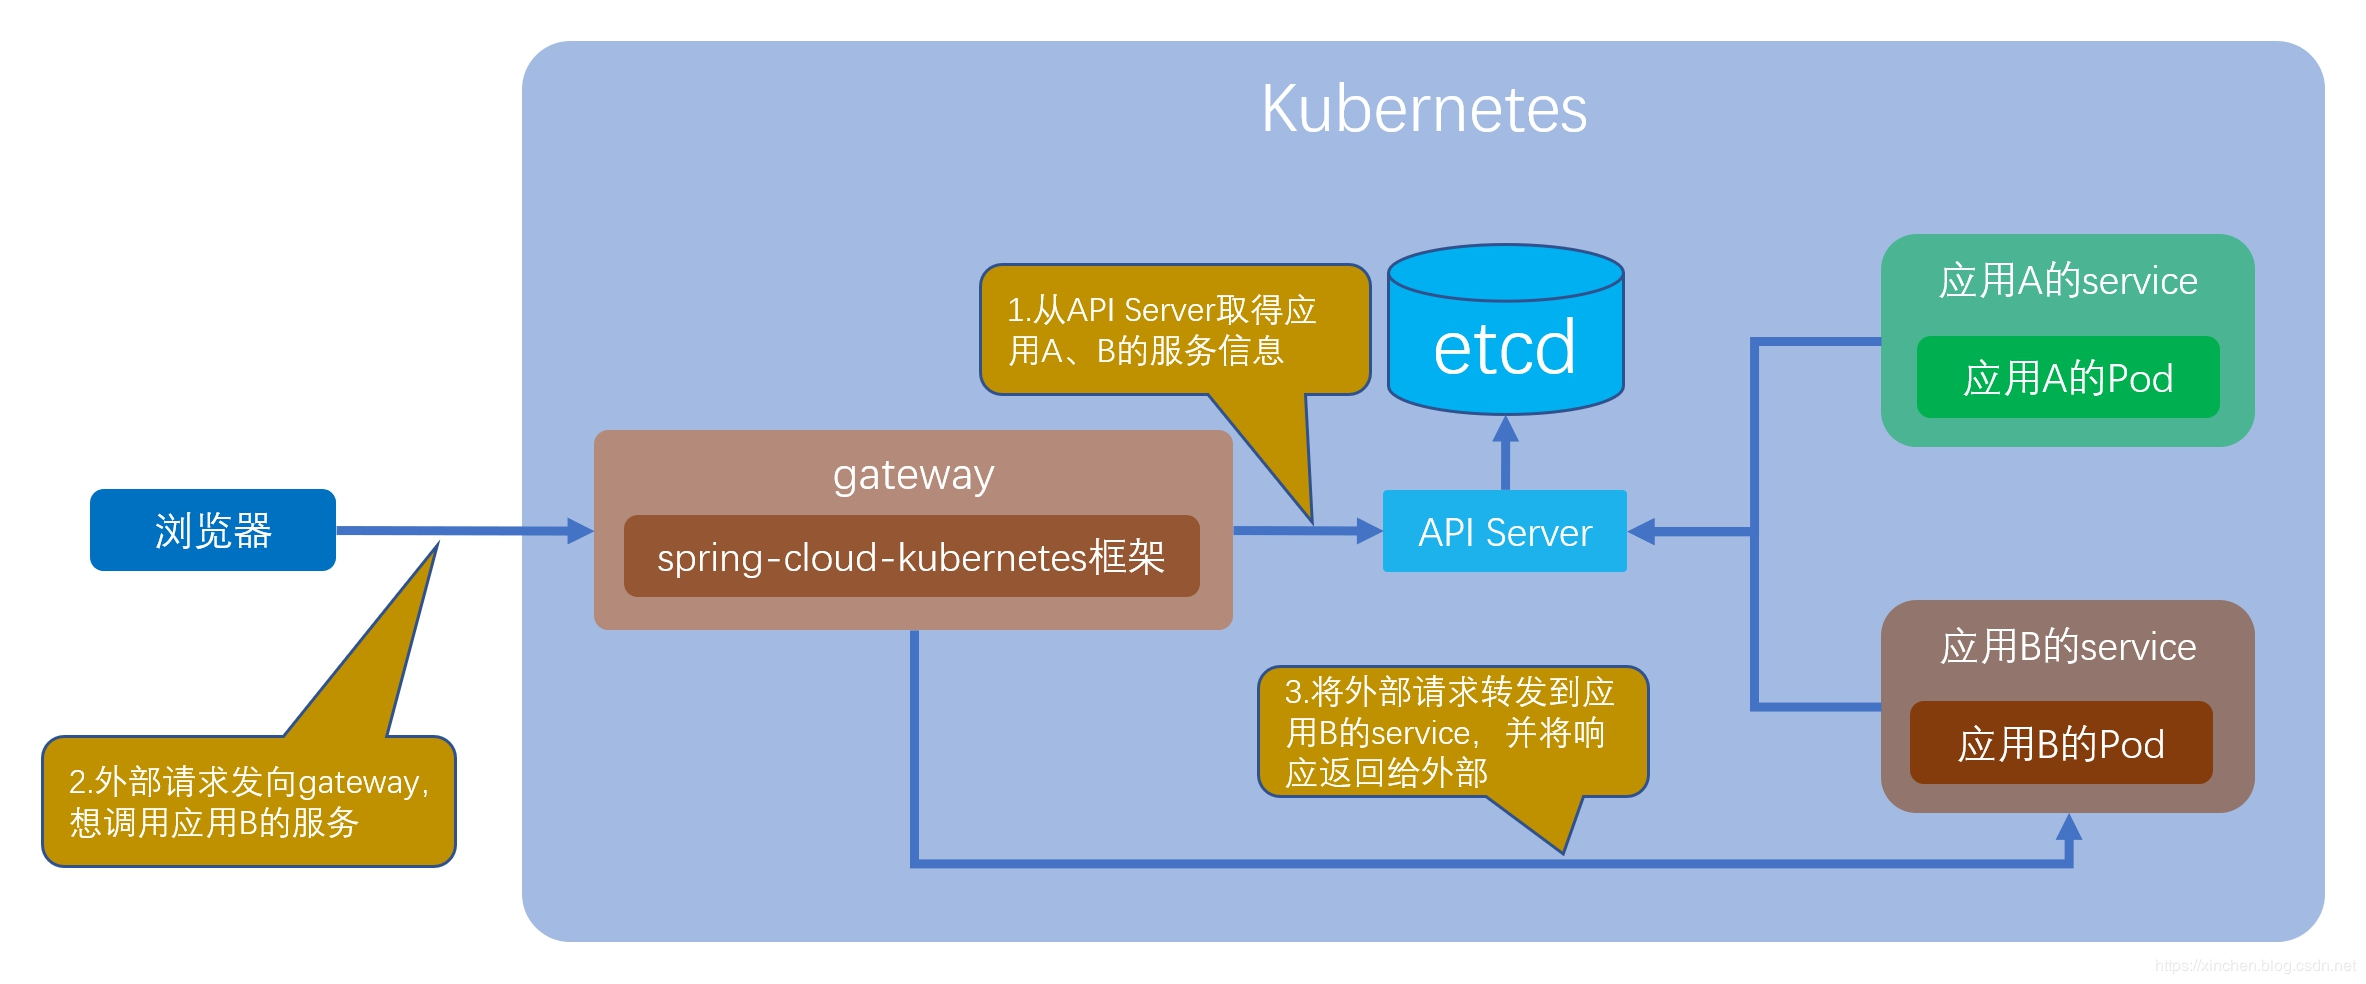 Kubernetes
1.从API Server取得应
用A、B的服务信息
etcd
应用A的service
应用A的Pod
gateway
spring-cloud-kubernetes框架
浏览器
API Server
2.外部请求发向gateway,
想调用应用B的服务
3.将外部请求转发到应
用B的service, 并将响
应返回给外部
应用B的service
应用B的Pod
https://xinchen.blog.csdn.net